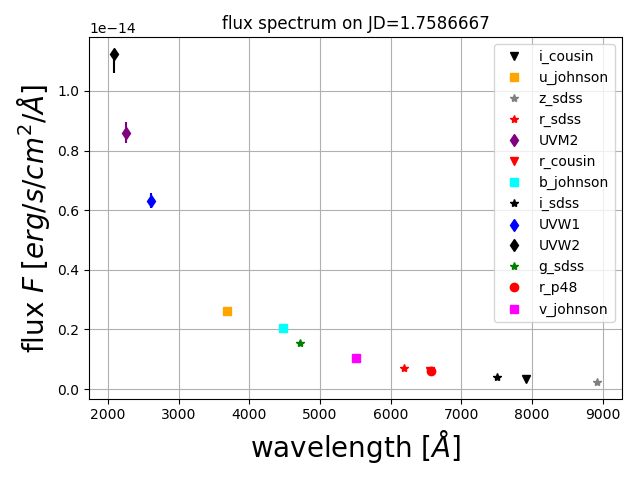 flux spectrum on JD=1.7586667
1e−14
flux F [erg/s/cm²/Å]
1.0
0.8
0.6
0.4
0.2
0.0
i_cousin
u_johnson
z_sdss
r_sdss
UVM2
r_cousin
b_johnson
i_sdss
UVW1
UVW2
g_sdss
r_p48
v_johnson
2000 3000 4000 5000 6000 7000 8000 9000
wavelength [Å]